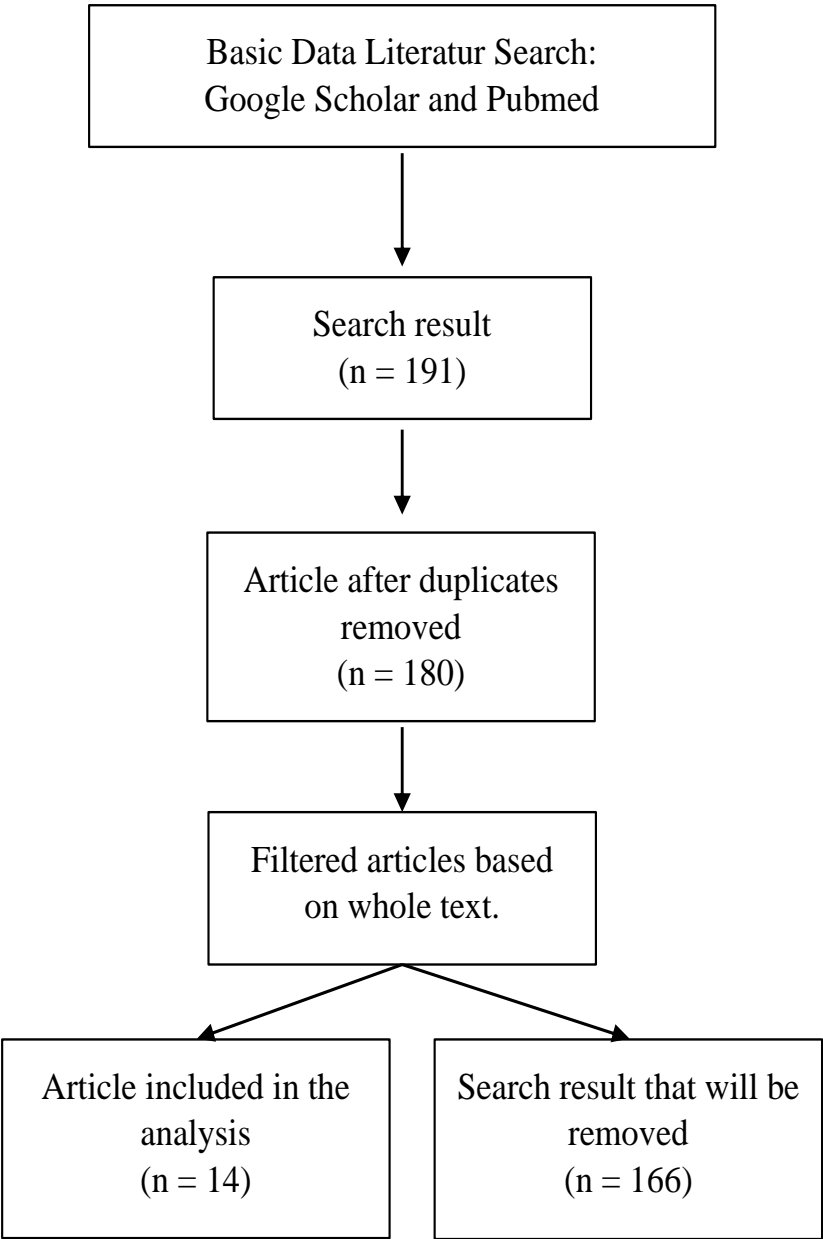 Basic Data Literatur Search:
Google Scholar and Pubmed
Search result
(n = 191)
Article after duplicates
removed
(n = 180)
Filtered articles based
on whole text.
Article included in the
analysis
(n = 14)
Search result that will be
removed
(n = 166)